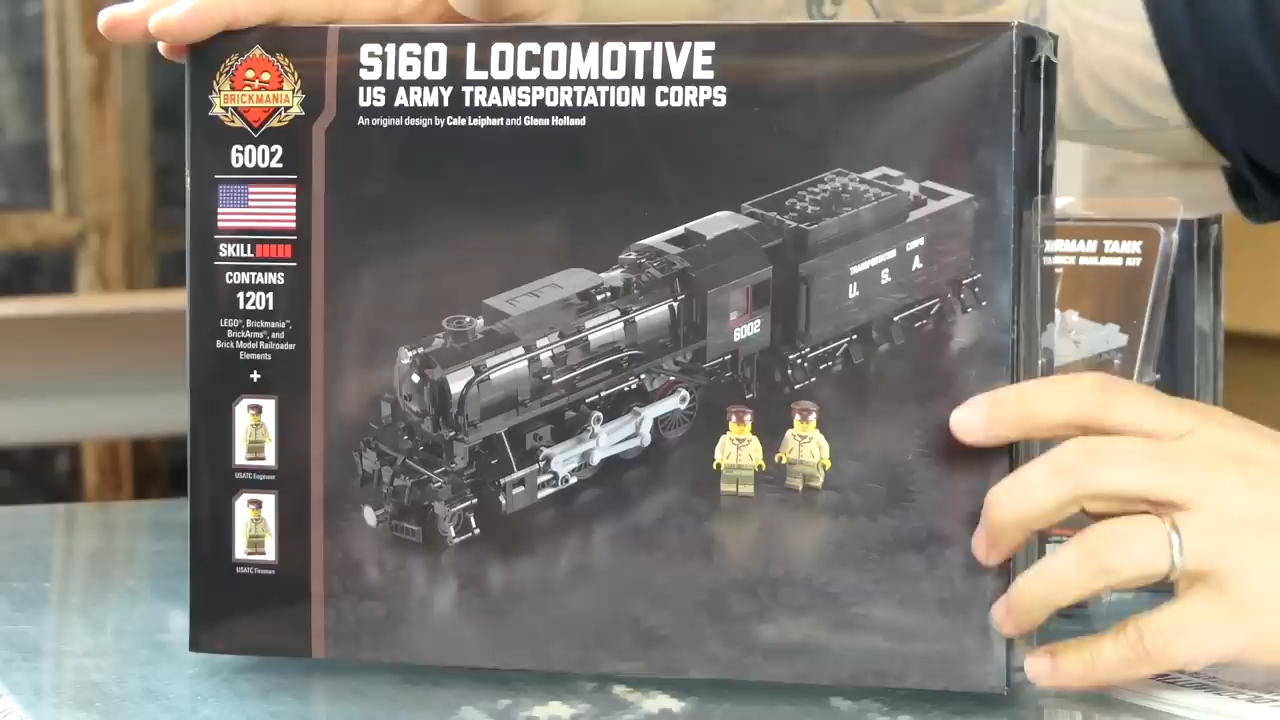 S160 LOCOMOTIVE
US ARMY TRANSPORTATION CORPS
An original design by Cale Leiphart and Glenn Holland
BRICKMANIA
6002
SKILL
CONTAINS
1201
LEGO®, Brickmania™,
BrickArms®, and
Brick Model Railroader
Elements
+
USATC Engineer
USATC Fireman
TRANSPORTATION CORPS
U. S. A.
6002
TANK
BUILDING KIT